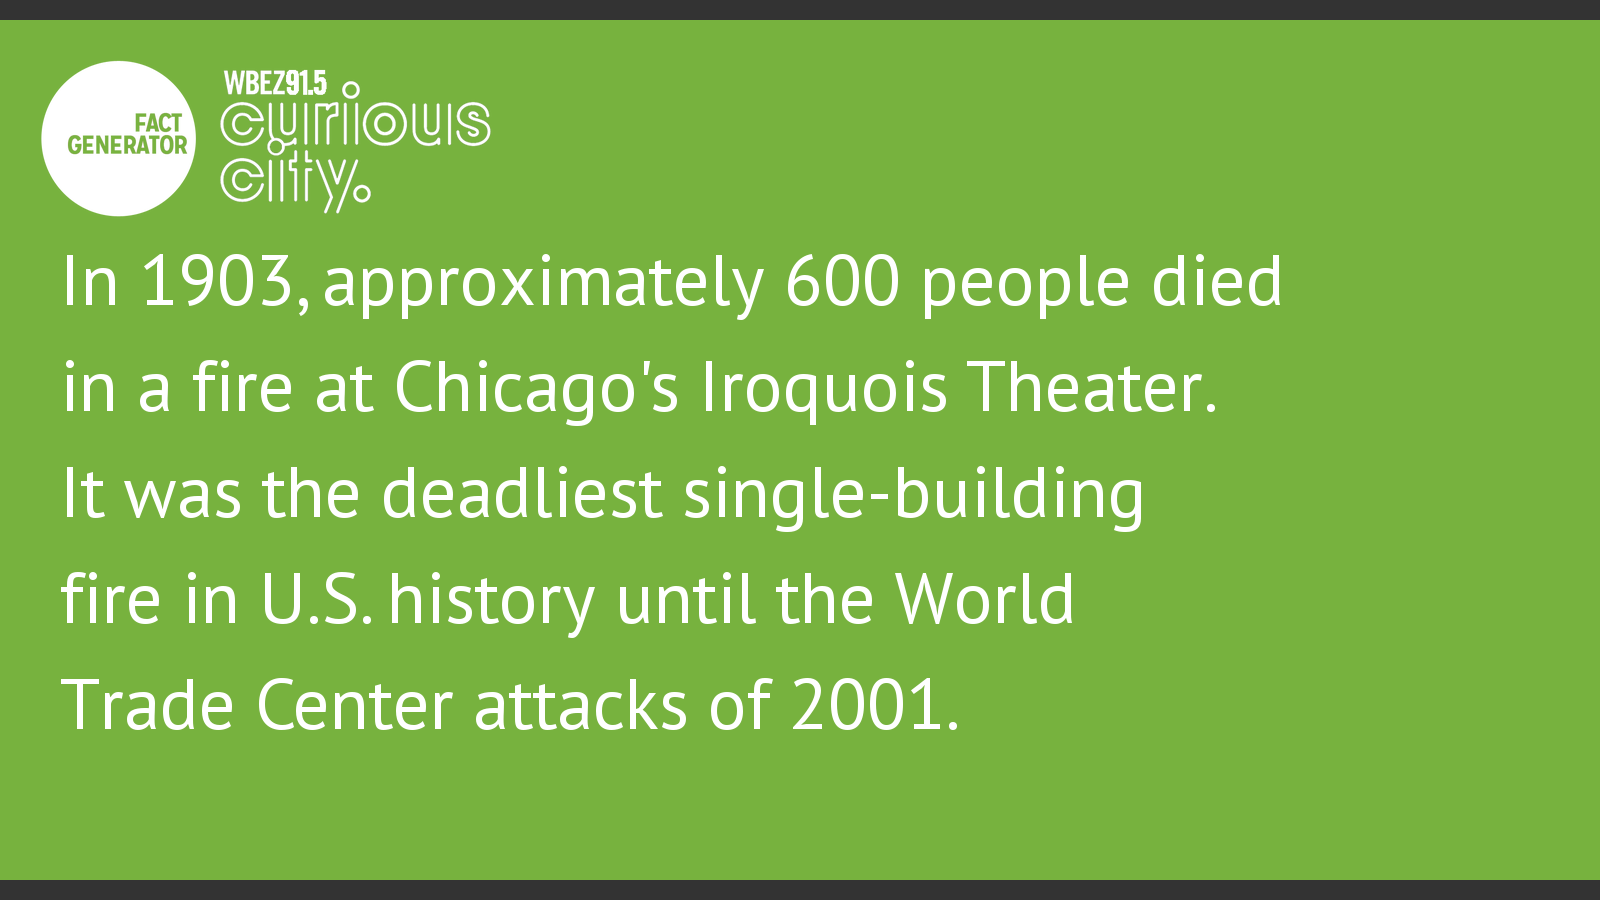 FACT
GENERATOR
WBEZ91.5
curious
city.
In 1903, approximately 600 people died
in a fire at Chicago's Iroquois Theater.
It was the deadliest single-building
fire in U.S. history until the World
Trade Center attacks of 2001.